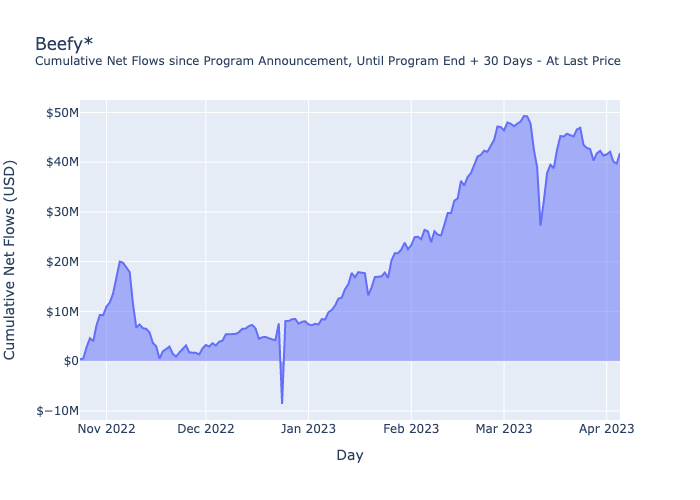 Beefy*
Cumulative Net Flows since Program Announcement, Until Program End + 30 Days - At Last Price
$50M
$40M
$30M
$20M
$10M
$0
$−10M
Cumulative Net Flows (USD)
Nov 2022 Dec 2022 Jan 2023 Feb 2023 Mar 2023 Apr 2023
Day